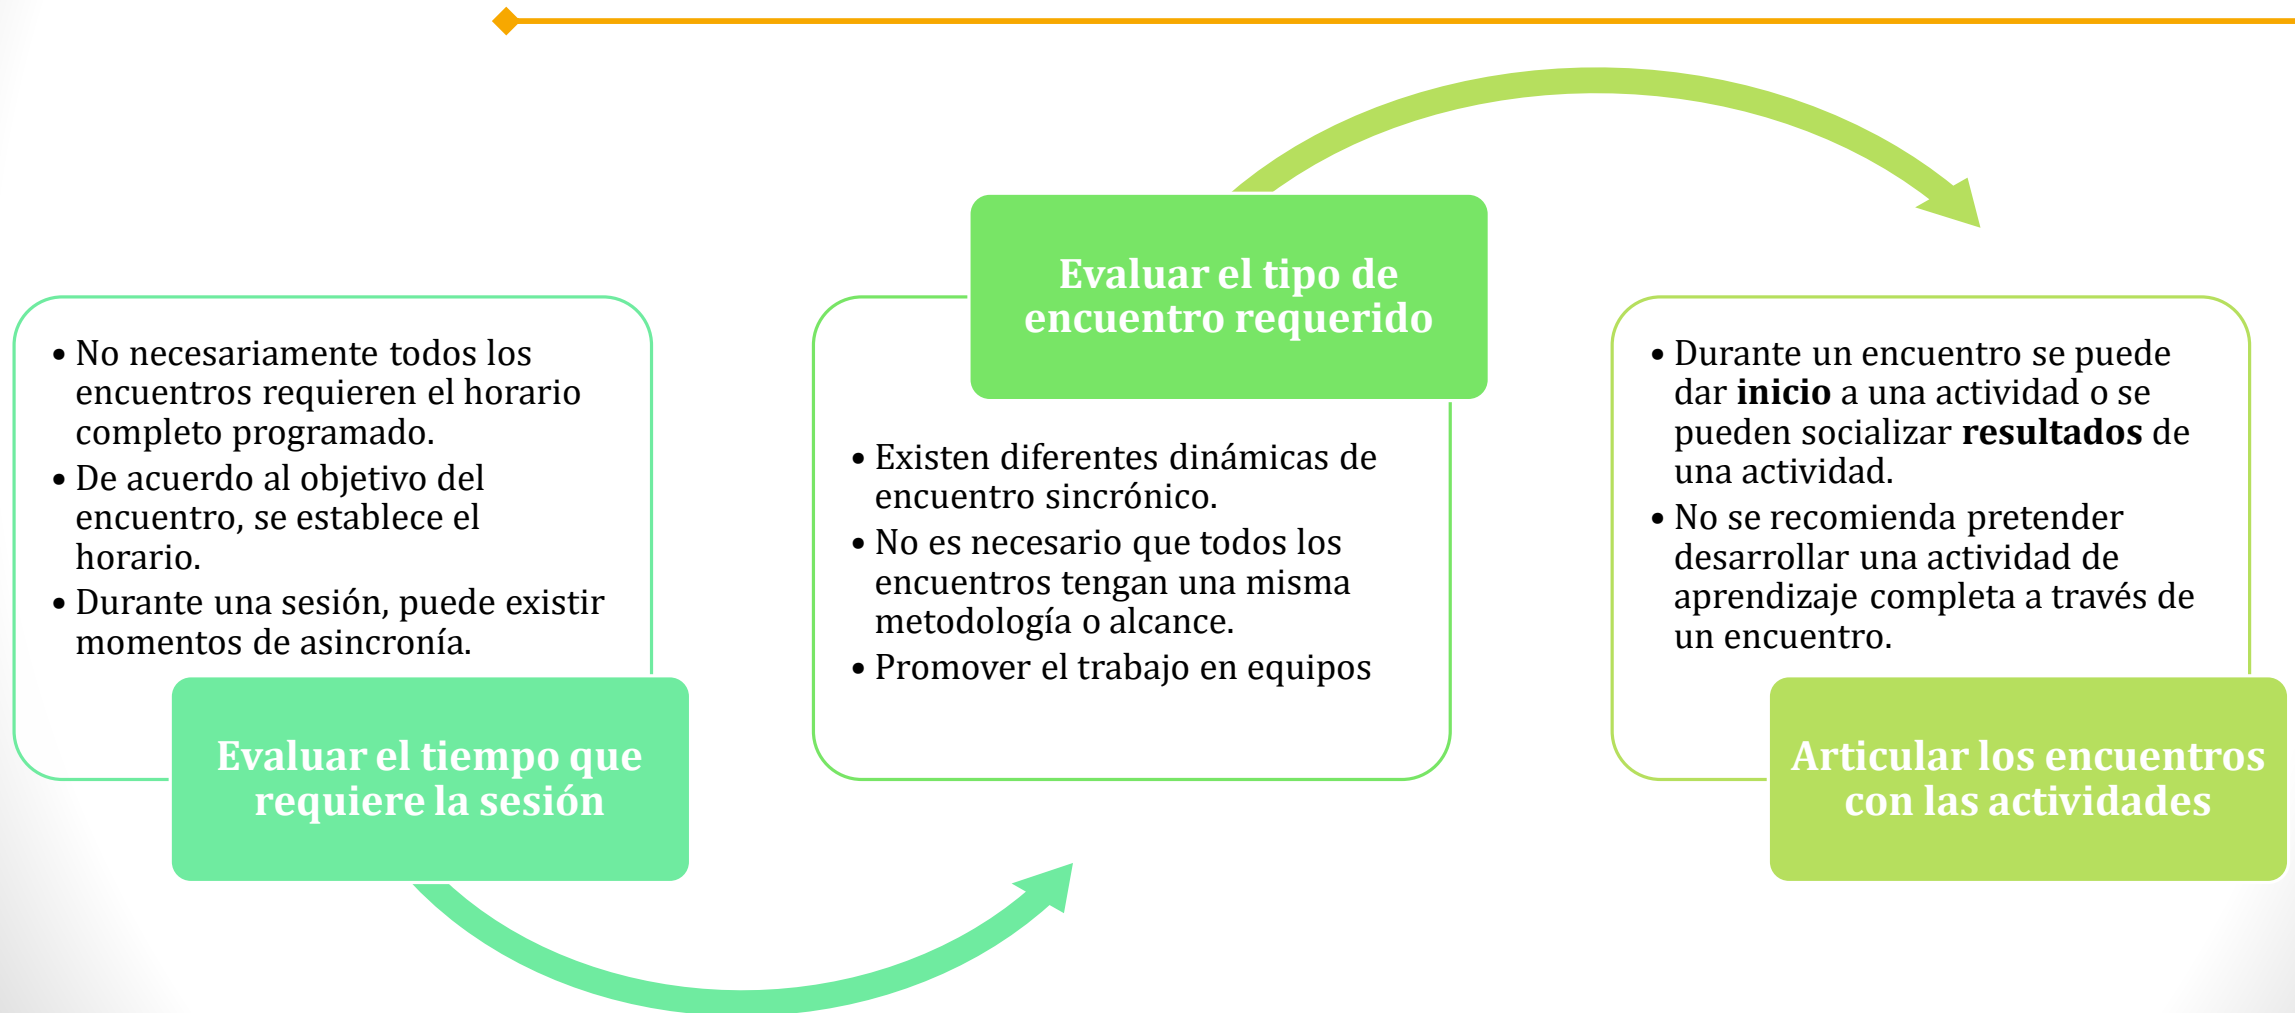 • No necesariamente todos los
encuentros requieren el horario
completo programado.
• De acuerdo al objetivo del
encuentro, se establece el
horario.
• Durante una sesión, puede existir
momentos de asincronía.
Evaluar el tiempo que
requiere la sesión
Evaluar el tipo de
encuentro requerido
• Existen diferentes dinámicas de
encuentro sincrónico.
• No es necesario que todos los
encuentros tengan una misma
metodología o alcance.
• Promover el trabajo en equipos
• Durante un encuentro se puede
dar inicio a una actividad o se
pueden socializar resultados de
una actividad.
• No se recomienda pretender
desarrollar una actividad de
aprendizaje completa a través de
un encuentro.
Articular los encuentros
con las actividades